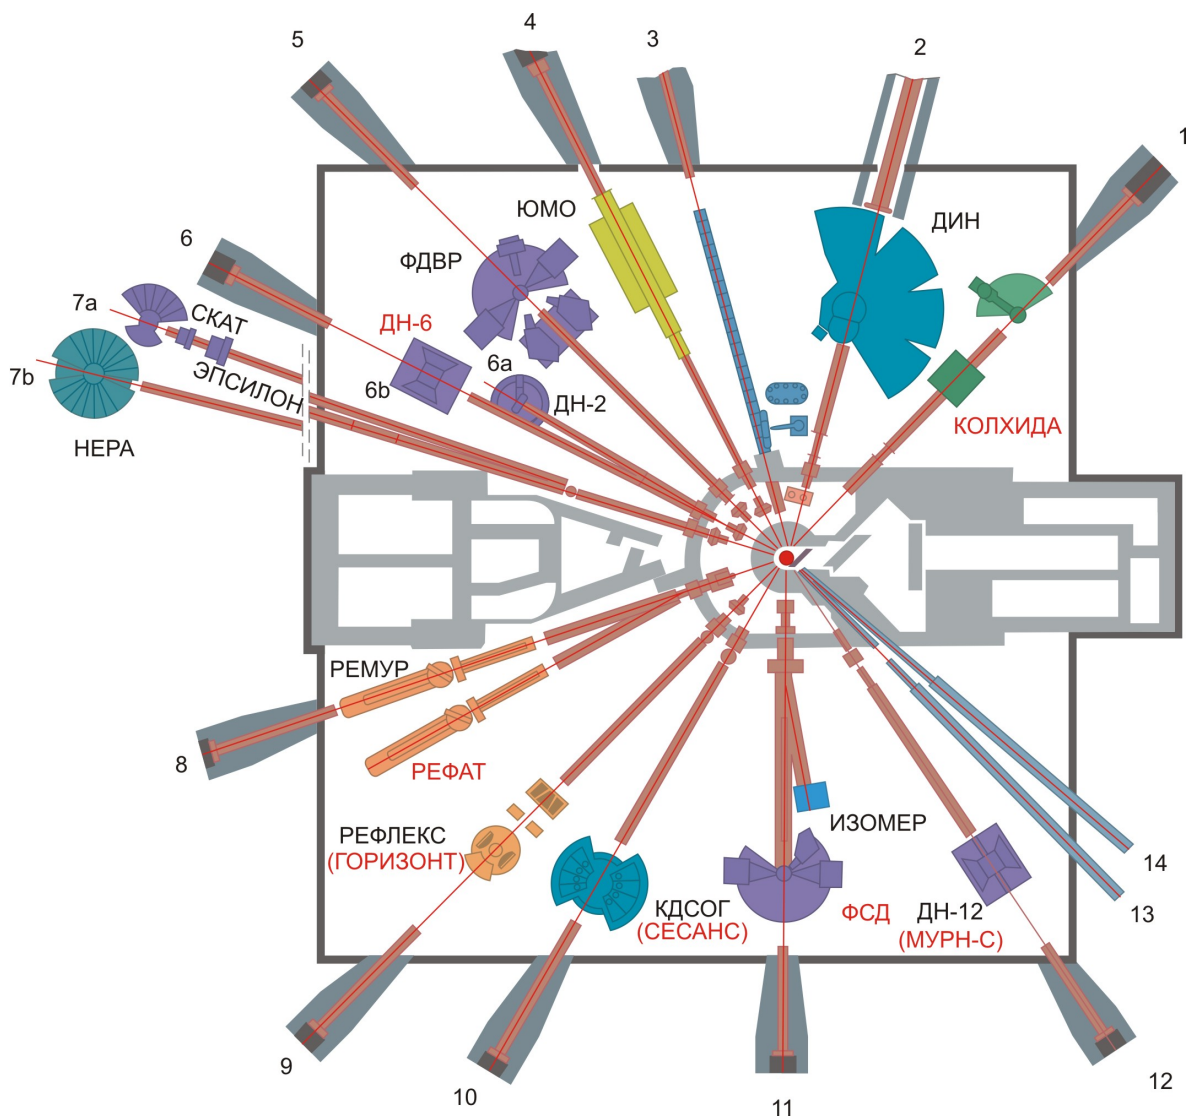 4
3
2
5
1
ЮМО
ДИН
ФДВР
6
7a
СКАТ
ДН-6
6a
7b
ЭПСИЛОН
6b
ДН-2
КОЛХИДА
НЕРА
РЕМУР
8
РЕФАТ
ИЗОМЕР
РЕФЛЕКС
(ГОРИЗОНТ)
14
КДСОГ
(СЕСАНС)
ФСД
ДН-12
(МУРН-С)
13
9
10
11
12